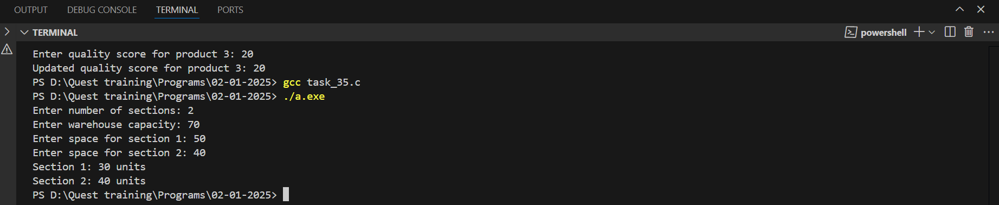 OUTPUT DEBUG CONSOLE TERMINAL PORTS
TERMINAL powershell
Enter quality score for product 3: 20
Updated quality score for product 3: 20
PS D:\Quest training\Programs\02-01-2025> gcc task_35.c
PS D:\Quest training\Programs\02-01-2025> ./a.exe
Enter number of sections: 2
Enter warehouse capacity: 70
Enter space for section 1: 50
Enter space for section 2: 40
Section 1: 30 units
Section 2: 40 units
PS D:\Quest training\Programs\02-01-2025>